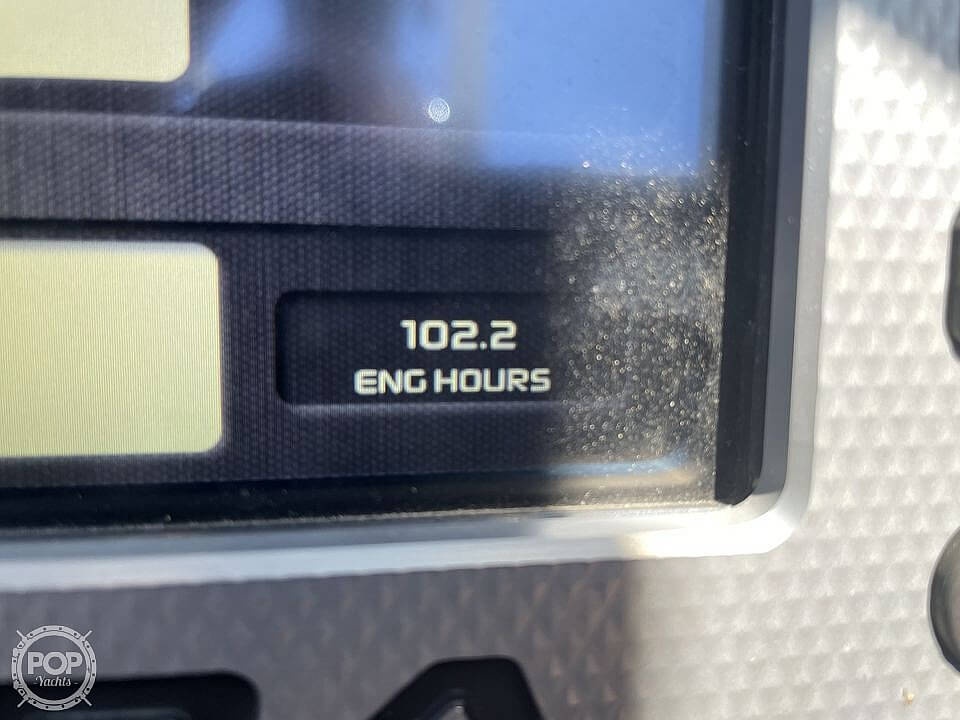 102.2
ENG HOURS
POP
Yachts